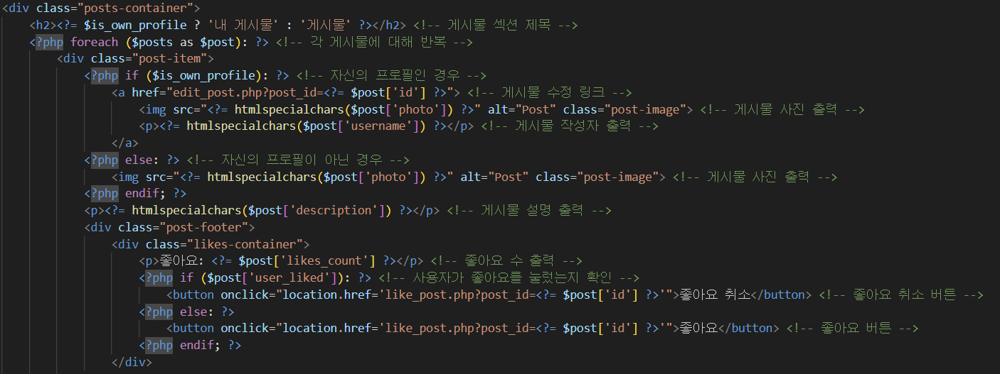 <div class="posts-container">
<h2><?= $is_own_profile ? '내 게시물' : '게시물' ?></h2> <!-- 게시물 섹션 제목 -->
<?php foreach ($posts as $post): ?> <!-- 각 게시물에 대해 반복 -->
<div class="post-item">
<?php if ($is_own_profile): ?> <!-- 자신의 프로필인 경우 -->
<a href="edit_post.php?post_id=<?= $post['id'] ?>"> <!-- 게시물 수정 링크 -->
<img src="<?= htmlspecialchars($post['photo']) ?>" alt="Post" class="post-image"> <!-- 게시물 사진 출력 -->
<p><?= htmlspecialchars($post['username']) ?></p> <!-- 게시물 작성자 출력 -->
</a>
<?php else: ?> <!-- 자신의 프로필이 아닌 경우 -->
<img src="<?= htmlspecialchars($post['photo']) ?>" alt="Post" class="post-image"> <!-- 게시물 사진 출력 -->
<?php endif; ?>
<p><?= htmlspecialchars($post['description']) ?></p> <!-- 게시물 설명 출력 -->
<div class="post-footer">
<div class="likes-container">
<p>좋아요: <?= $post['likes_count'] ?></p> <!-- 좋아요 수 출력 -->
<?php if ($post['user_liked']): ?> <!-- 사용자가 좋아요를 눌렀는지 확인 -->
<button onclick="location.href='like_post.php?post_id=<?= $post['id'] ?>'">좋아요 취소</button> <!-- 좋아요 취소 버튼 -->
<?php else: ?>
<button onclick="location.href='like_post.php?post_id=<?= $post['id'] ?>'">좋아요</button> <!-- 좋아요 버튼 -->
<?php endif; ?>
</div>